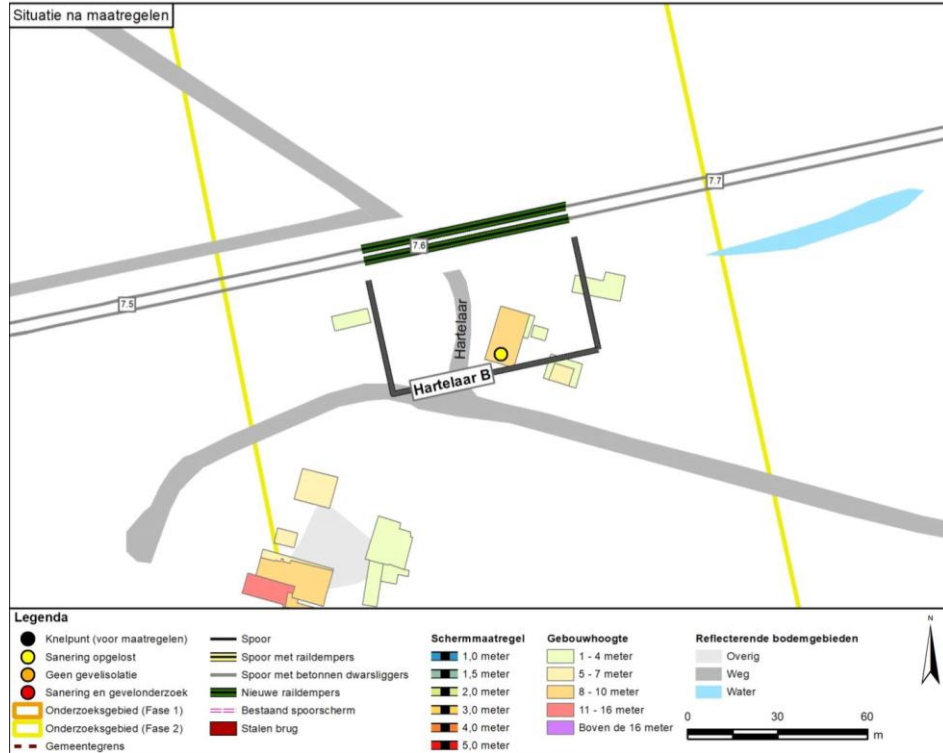 Situatie na maatregelen
7.7
7.6
7.5
Hartelaar
Hartelaar B
Legenda
Knelpunt (voor maatregelen)
Sanering opgelost
Geen gevelisolatie
Sanering en gevelonderzoek
Onderzoeksgebied (Fase 1)
Onderzoeksgebied (Fase 2)
Gemeentegrens
Spoor
Spoor met raildempers
Spoor met betonnen dwarsliggers
Nieuwe raildempers
Bestaand spoorscherm
Stalen brug
Schermmaatregel
1,0 meter
1,5 meter
2,0 meter
3,0 meter
4,0 meter
5,0 meter
Gebouwhoogte
1 - 4 meter
5 - 7 meter
8 - 10 meter
11 - 16 meter
Boven de 16 meter
Reflecterende bodemgebieden
Overig
Weg
Water
0 30 60
m
N